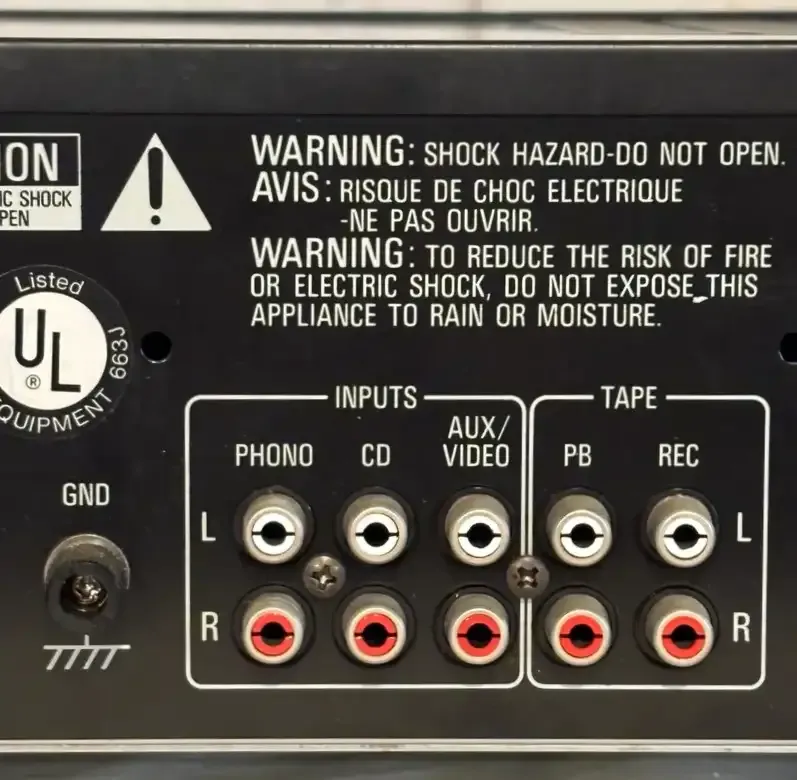 ION
IC SHOCK
PEN
WARNING: SHOCK HAZARD-DO NOT OPEN.
AVIS: RISQUE DE CHOC ELECTRIQUE
-NE PAS OUVRIR.
WARNING: TO REDUCE THE RISK OF FIRE
OR ELECTRIC SHOCK, DO NOT EXPOSE THIS
APPLIANCE TO RAIN OR MOISTURE.
Listed
UL
®
663J
QUIPMENT
GND
INPUTS
TAPE
PHONO CD AUX/
VIDEO
PB REC
L
L
R
R